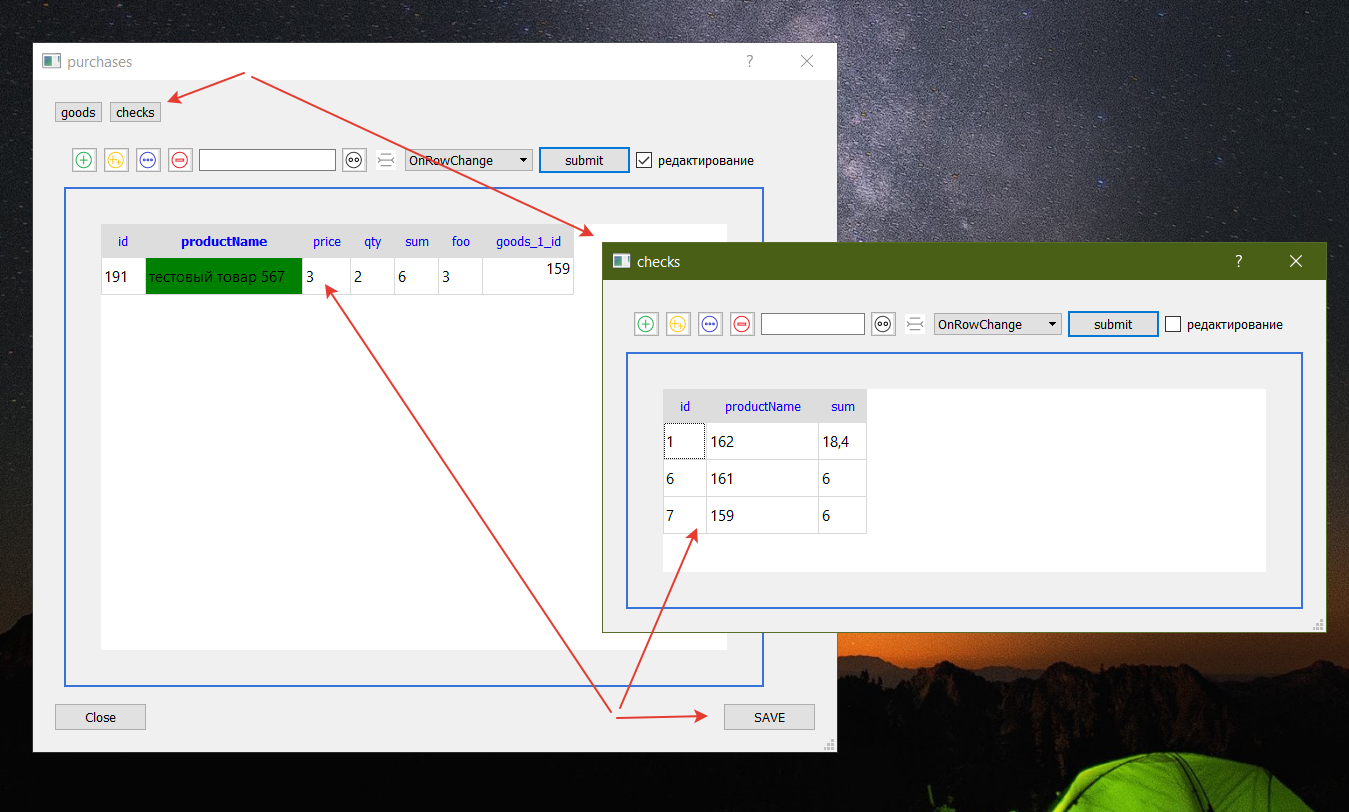 purchases ?
goods checks
OnRowChange submit редактирование
id productName price qty sum foo goods_1_id
191 тестовый товар 567 3 2 6 3 159
checks ?
OnRowChange submit редактирование
id productName sum
1 162 18,4
6 161 6
7 159 6
Close SAVE